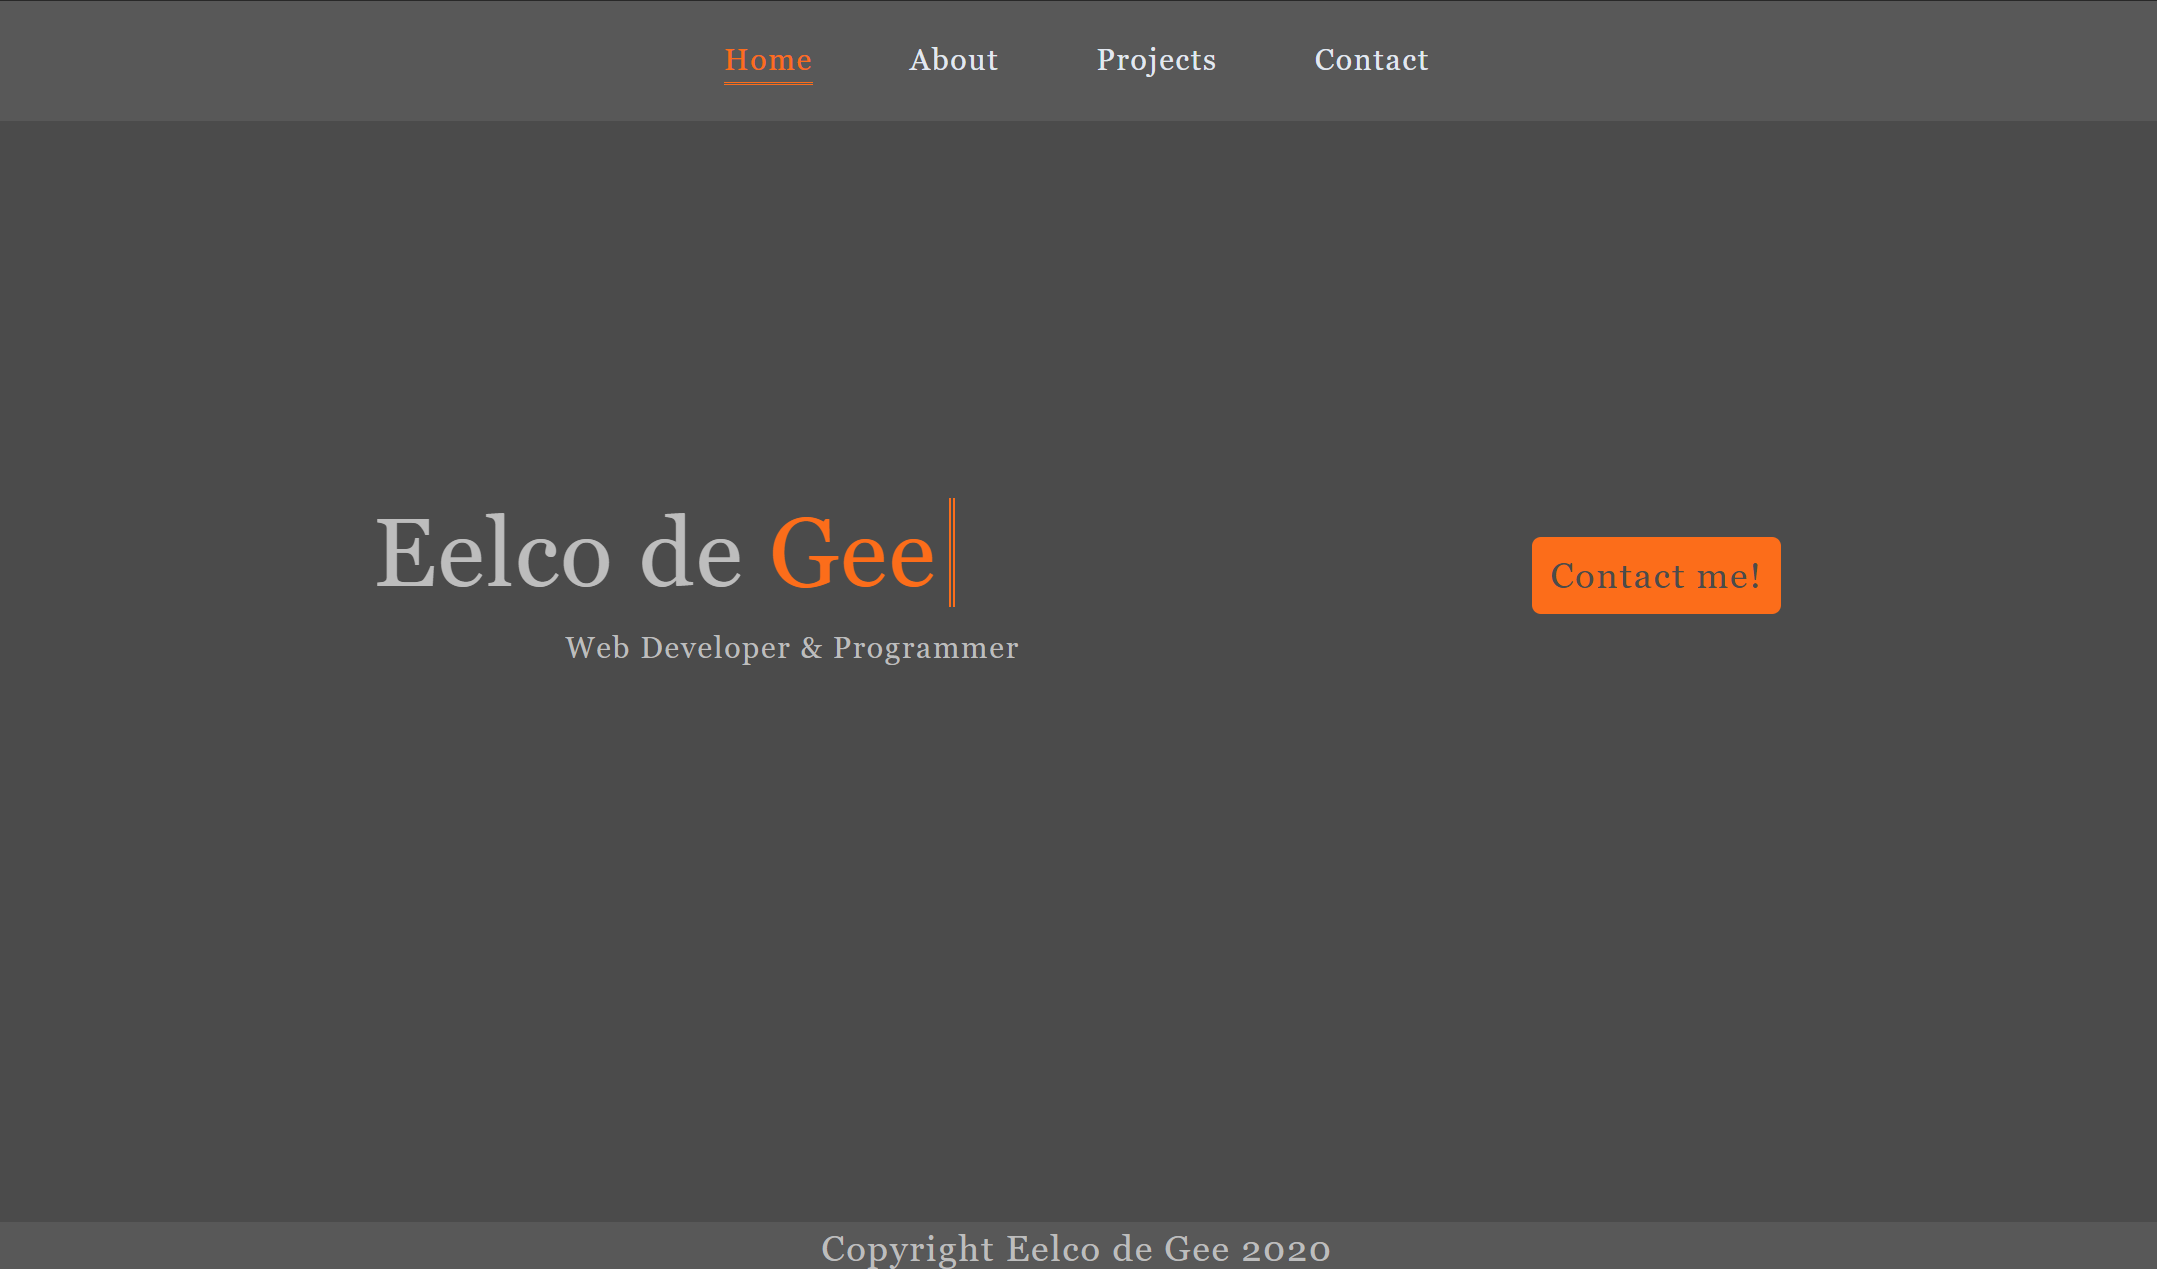 Home About Projects Contact
Eelco de Gee
Contact me!
Web Developer & Programmer
Copyright Eelco de Gee 2020